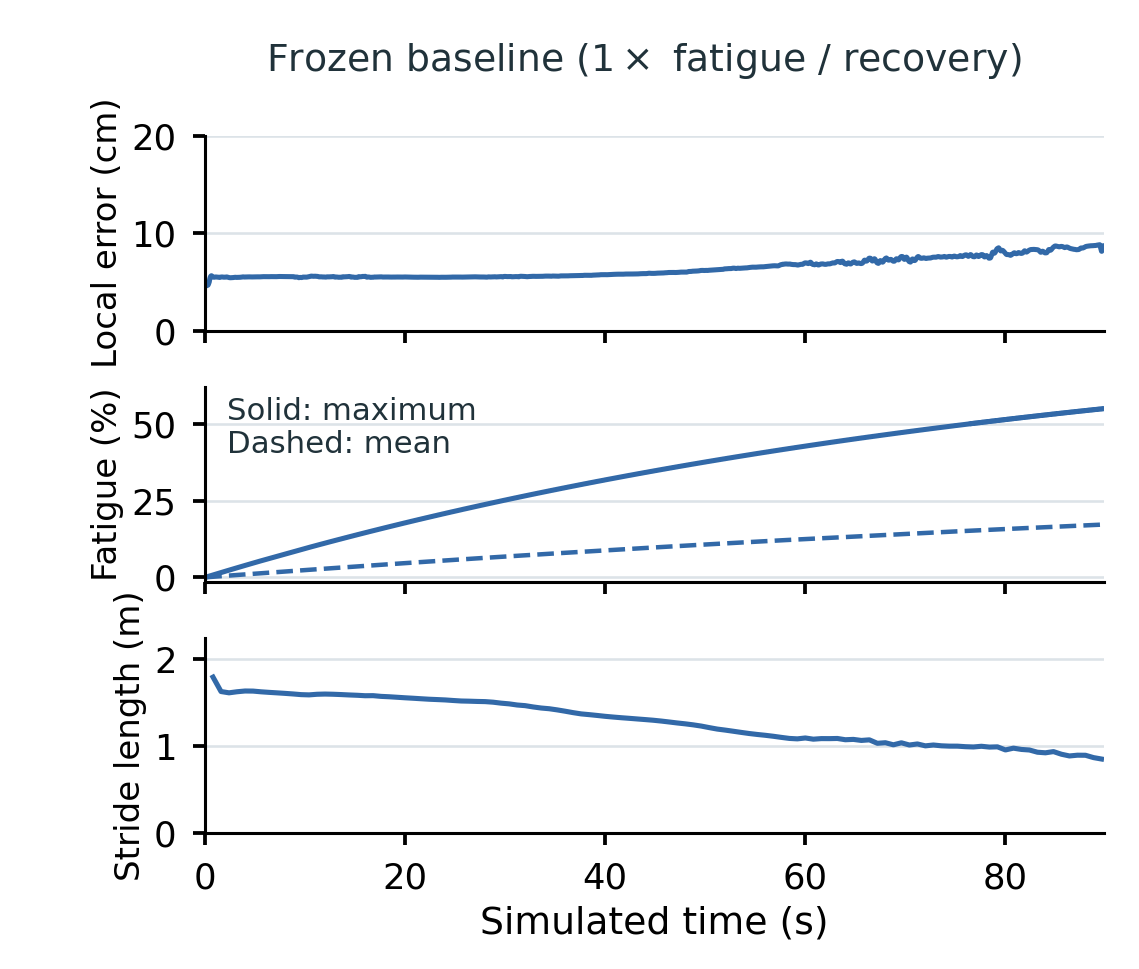 Frozen baseline (1 × fatigue / recovery)
Local error (cm)
20
10
0
Fatigue (%)
Solid: maximum
Dashed: mean
50
25
0
Stride length (m)
2
1
0
0 20 40 60 80
Simulated time (s)